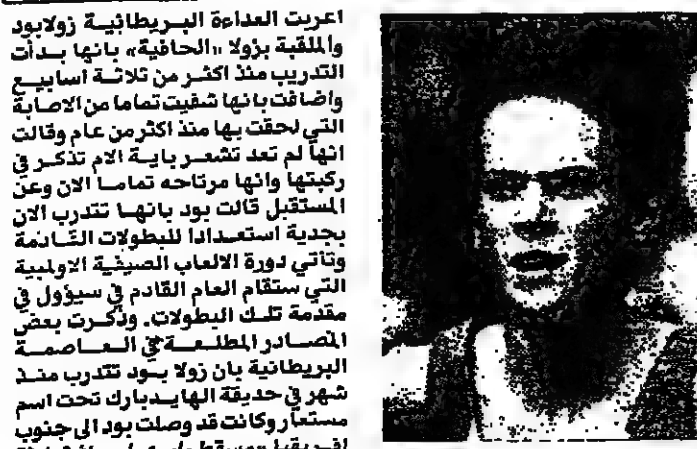 اعربت العداءة البريطانية زولابود
والملقبة بزولا «الحافية» بانها بدأت
التدريب منذ اكثر من ثلاثة اسابيع
واضافت بانها شفيت تماما من الاصابة
التي لحقت بها منذ اكثر من عام وقالت
انها لم تعد تشعر باية الام تذكر في
ركبتها وانها مرتاحه تماما الان وعن
المستقبل قالت بود بانها تتدرب الان
بجدية استعدادا للبطولات القادمة
وتأتي دورة الالعاب الصيفية الاولمبية
التي ستقام العام القادم في سيؤول في
مقدمة تلك البطولات. وذكرت بعض
المصادر المطلعة في العاصمة
البريطانية بان زولا بود تتدرب منذ
شهر في حديقة الهايدبارك تحت اسم
مستعار وكانت قد وصلت بود الى جنوب